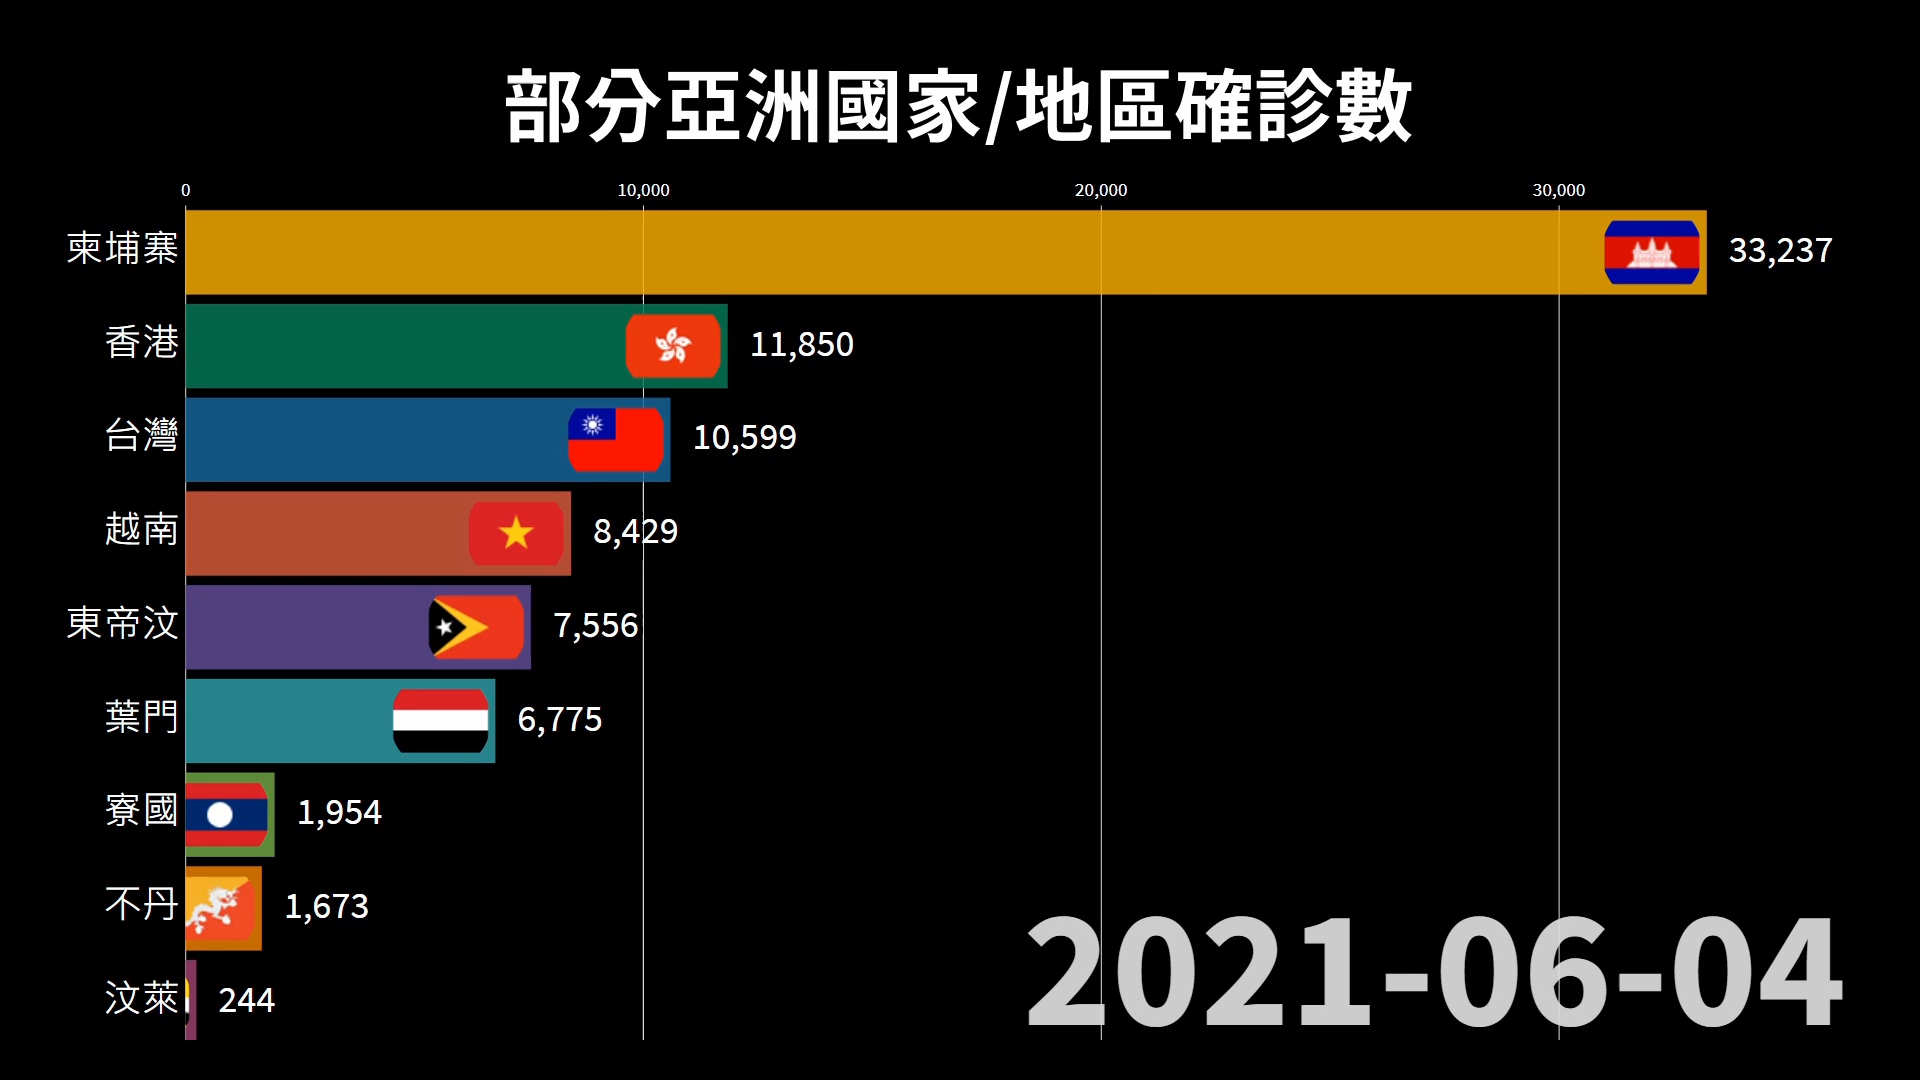 部分亞洲國家/地區確診數
0 10,000 20,000 30,000
柬埔寨 33,237
香港 11,850
台灣 10,599
越南 8,429
東帝汶 7,556
葉門 6,775
寮國 1,954
不丹 1,673
汶萊 244
2021-06-04